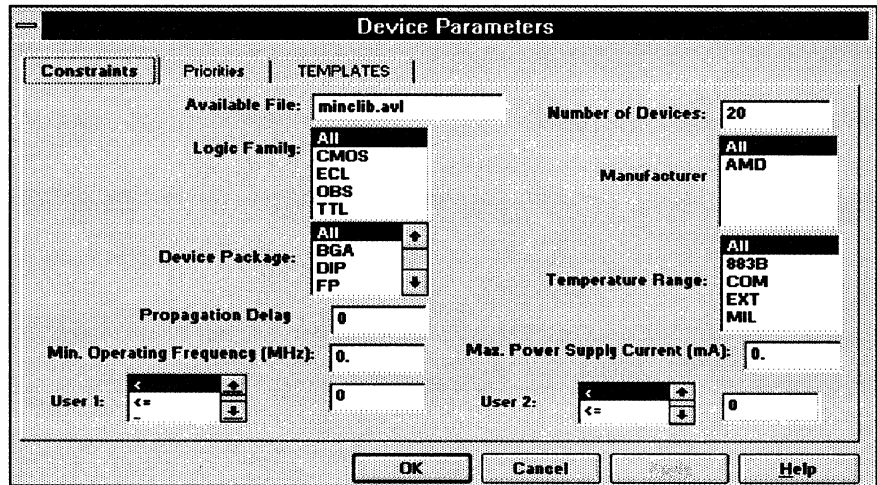 Device Parameters
Constraints
Priorities
TEMPLATES
Available File:
minclib.avl
Number of Devices:
20
Logic Family:
All
CMOS
ECL
OBS
TTL
Manufacturer
All
AMD
Device Package:
All
BGA
DIP
FP
Temperature Range:
All
883B
COM
EXT
MIL
Propagation Delay
0
Min. Operating Frequency (MHz):
0.
Max. Power Supply Current (mA):
0.
User 1:
<
<=
0
User 2:
<
<=
0
OK
Cancel
Help